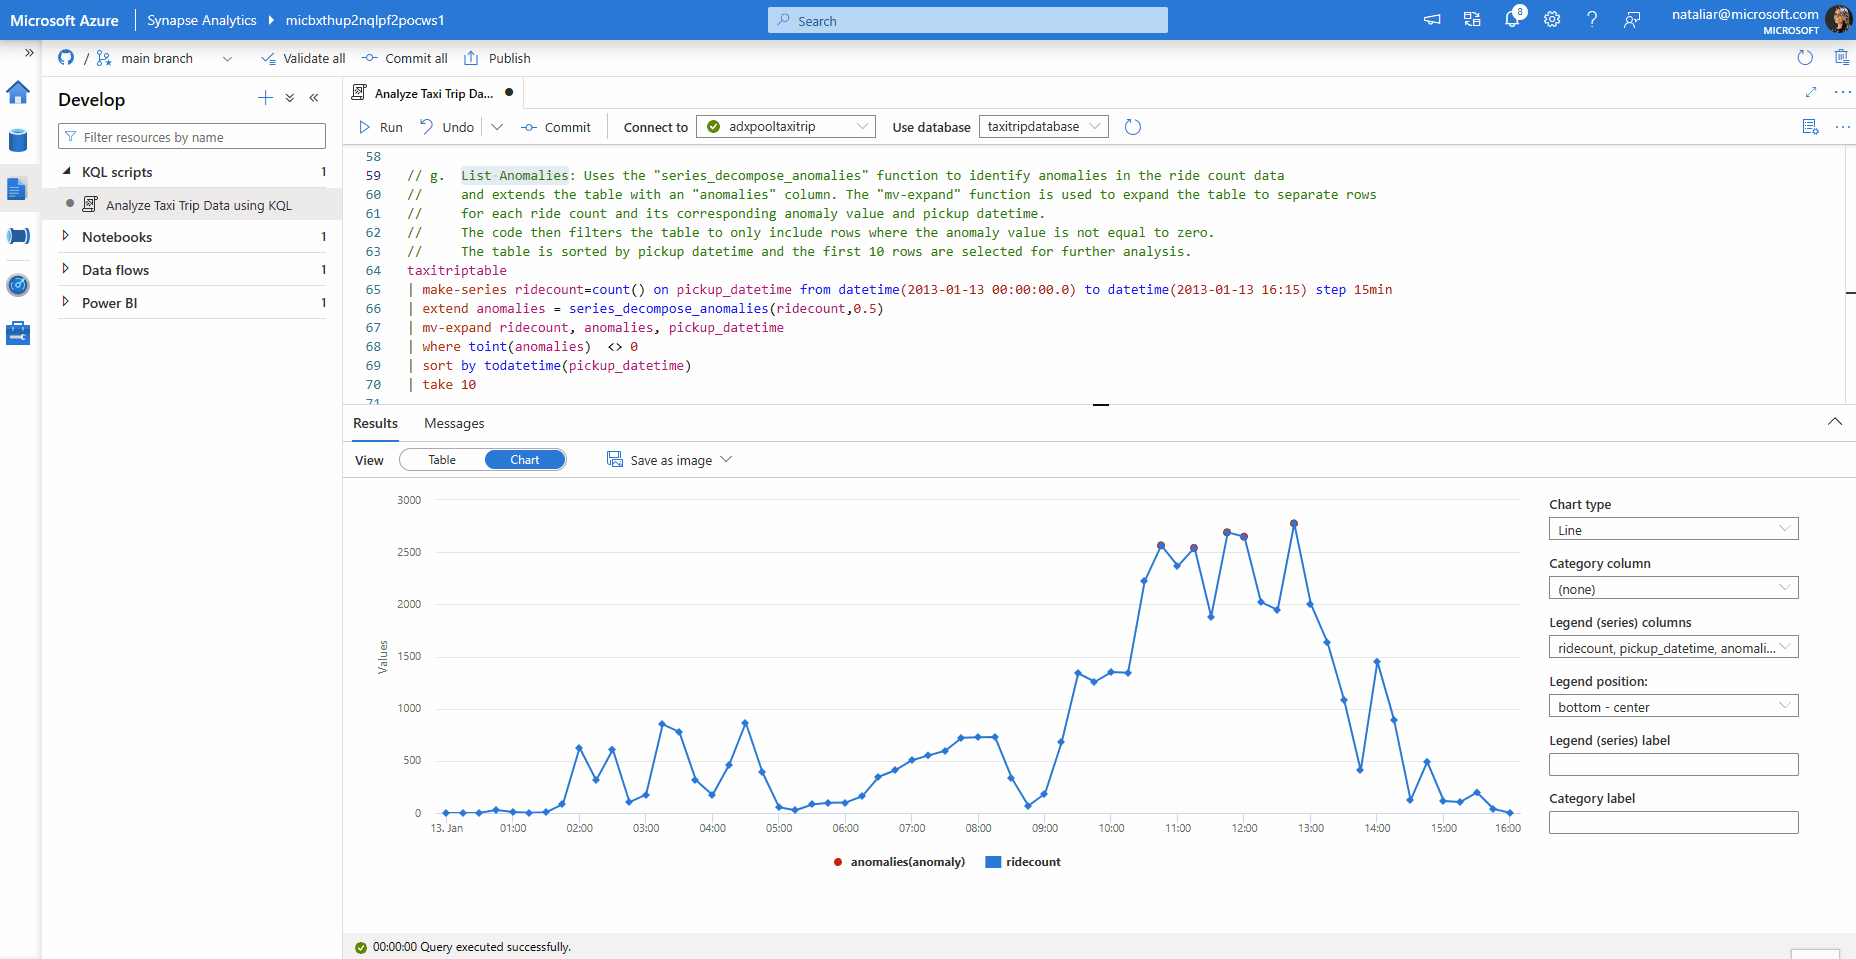 Microsoft Azure
Synapse Analytics
micbxthup2nqlpf2pocws1
Search
8
nataliar@microsoft.com
MICROSOFT
/ main branch
Validate all
Commit all
Publish
Develop
Filter resources by name
KQL scripts 1
Analyze Taxi Trip Data using KQL
Notebooks 1
Data flows 1
Power BI 1
Analyze Taxi Trip Da...
Run
Undo
Commit
Connect to
adxpooltaxitrip
Use database
taxitripdatabase
58
59 // g. List Anomalies: Uses the "series_decompose_anomalies" function to identify anomalies in the ride count data
60 // and extends the table with an "anomalies" column. The "mv-expand" function is used to expand the table to separate rows
61 // for each ride count and its corresponding anomaly value and pickup datetime.
62 // The code then filters the table to only include rows where the anomaly value is not equal to zero.
63 // The table is sorted by pickup datetime and the first 10 rows are selected for further analysis.
64 taxitriptable
65 | make-series ridecount=count() on pickup_datetime from datetime(2013-01-13 00:00:00.0) to datetime(2013-01-13 16:15) step 15min
66 | extend anomalies = series_decompose_anomalies(ridecount,0.5)
67 | mv-expand ridecount, anomalies, pickup_datetime
68 | where toint(anomalies) <> 0
69 | sort by todatetime(pickup_datetime)
70 | take 10
71
Results
Messages
View
Table
Chart
Save as image
3000
2500
2000
1500
1000
500
0
Values
13. Jan 01:00 02:00 03:00 04:00 05:00 06:00 07:00 08:00 09:00 10:00 11:00 12:00 13:00 14:00 15:00 16:00
anomalies(anomaly)
ridecount
Chart type
Line
Category column
(none)
Legend (series) columns
ridecount, pickup_datetime, anomali...
Legend position:
bottom - center
Legend (series) label
Category label
00:00:00 Query executed successfully.